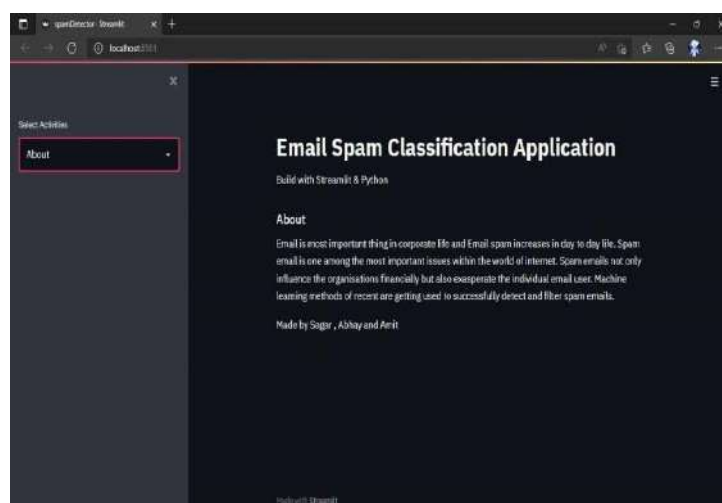 spamDetector · Streamlit
localhost:8501
Select Activities
About
Email Spam Classification Application
Build with Streamlit & Python
About
Email is most important thing in corporate life and Email spam increases in day to day life. Spam
email is one among the most important issues within the world of internet. Spam emails not only
influence the organisations financially but also exasperate the individual email user. Machine
learning methods of recent are getting used to successfully detect and filter spam emails.
Made by Sagar , Abhay and Amit
Made with Streamlit